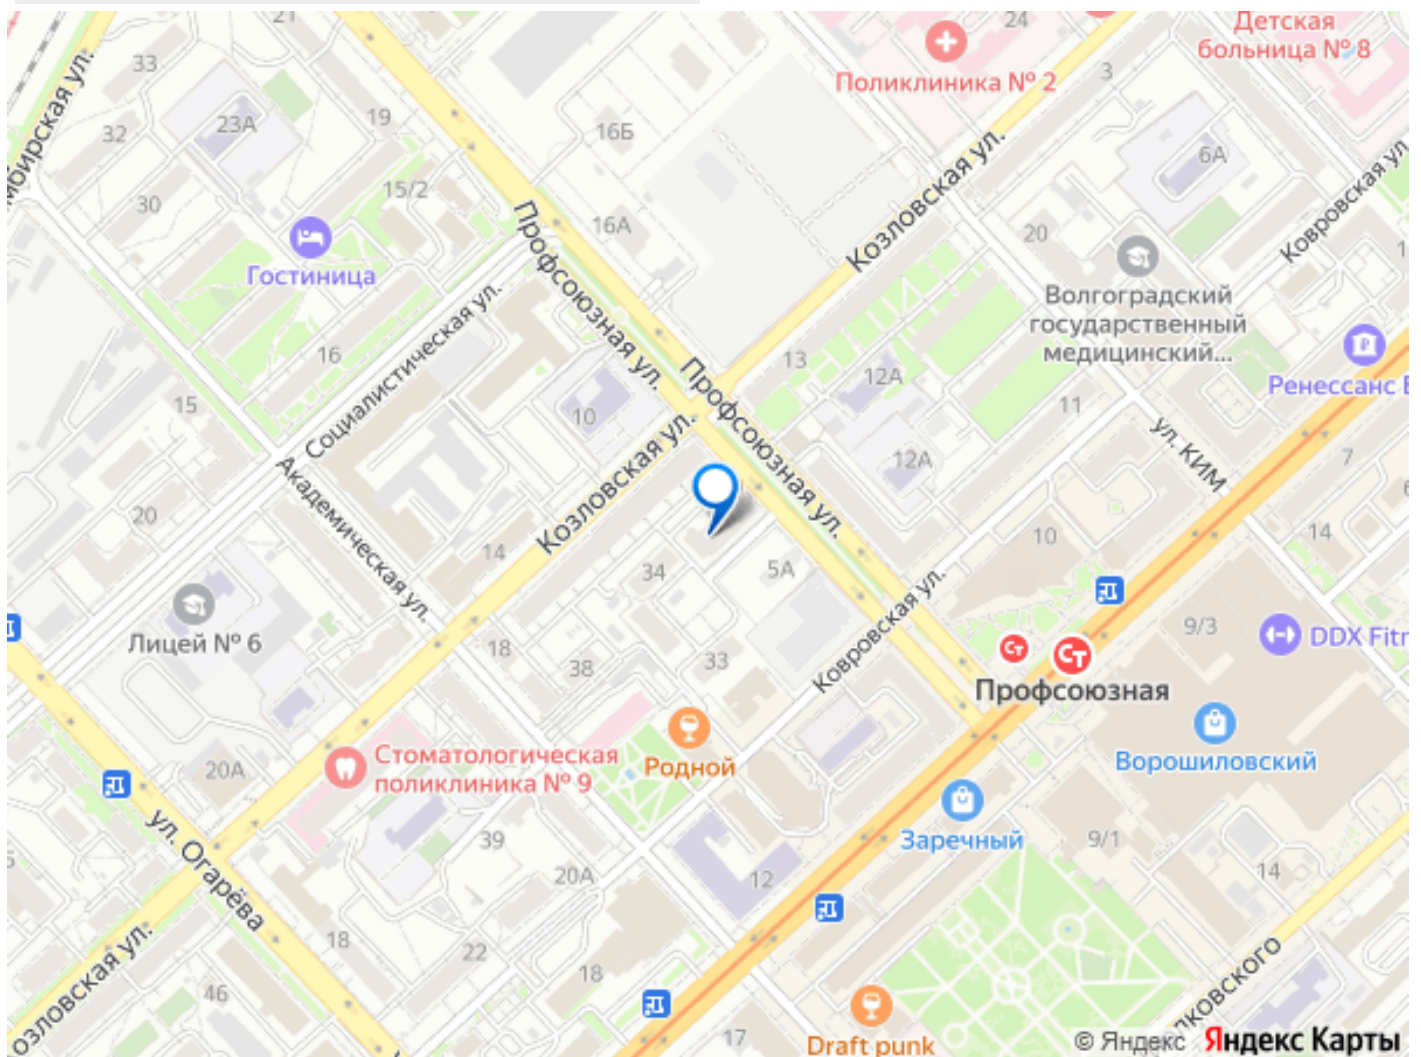 21
24
Детская
больница № 8
Поликлиника № 2
33
3
19
23А
32
16Б
6А
Козловская ул.
Ковровская ул.
15/2
30
16А
20
Профсоюзная ул.
Гостиница
Волгоградский
государственный
медицинский...
Социалистическая ул.
16
13
12А
Профсоюзная ул.
Ренессанс
15
10
11
ул. КИМ
Козловская ул.
12А
7
Академическая ул.
20
14
10
14
34
5А
Лицей № 6
18
38
33
Ковровская ул.
9/3
DDX Fit
Профсоюзная
Родной
Ворошиловский
Стоматологическая
поликлиника № 9
20А
Заречный
ул. Огарёва
39
9/1
20А
12
14
18
22
18
46
17
Draft punk
© Яндекс Яндекс Карты